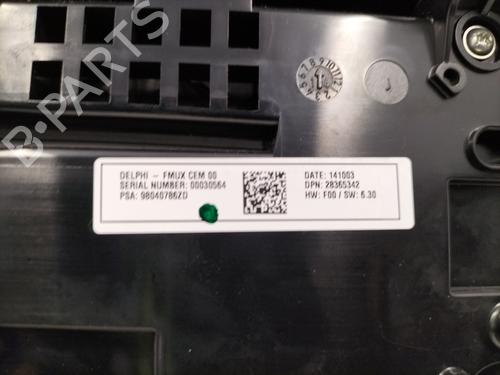 B-PARTS
DELPHI - FMUX CEM 00
SERIAL NUMBER: 00030564
PSA: 98040786ZD
DATE: 141003
DPN: 28365342
HW: F00 / SW: 6.30